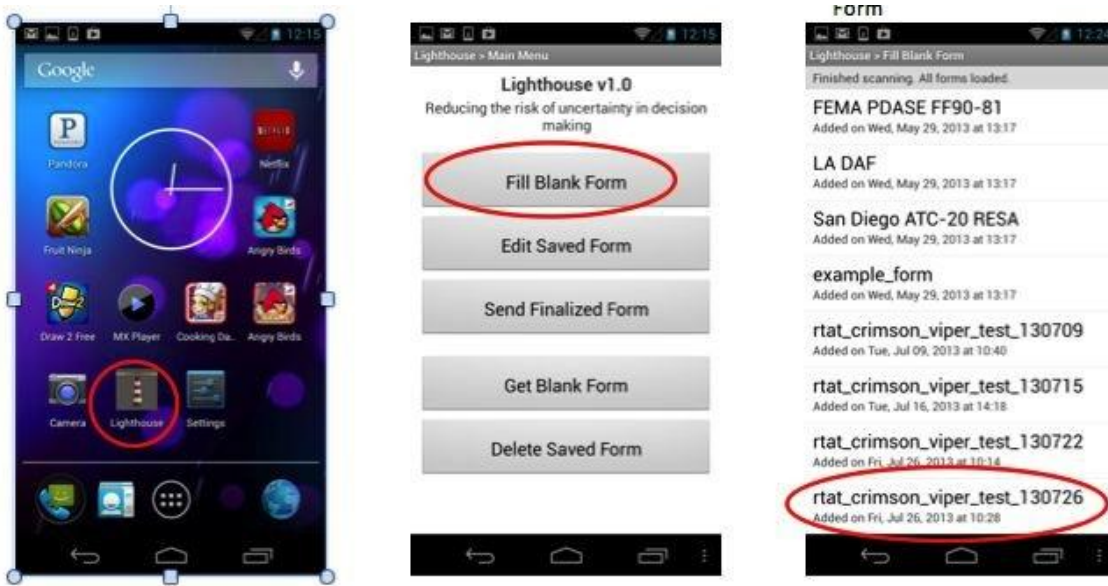 12:15
Google
P
Pandora
NETFLIX
Netflix
Fruit Ninja
Angry Birds
Draw 2 Free
MX Player
Cooking Da..
Angry Birds
Camera
Lighthouse
Settings
12:15
Lighthouse > Main Menu
Lighthouse v1.0
Reducing the risk of uncertainty in decision
making
Fill Blank Form
Edit Saved Form
Send Finalized Form
Get Blank Form
Delete Saved Form
Form
12:24
Lighthouse > Fill Blank Form
Finished scanning. All forms loaded.
FEMA PDASE FF90-81
Added on Wed, May 29, 2013 at 13:17
LA DAF
Added on Wed, May 29, 2013 at 13:17
San Diego ATC-20 RESA
Added on Wed, May 29, 2013 at 13:17
example_form
Added on Wed, May 29, 2013 at 13:17
rtat_crimson_viper_test_130709
Added on Tue, Jul 09, 2013 at 10:40
rtat_crimson_viper_test_130715
Added on Tue, Jul 16, 2013 at 14:18
rtat_crimson_viper_test_130722
Added on Fri, Jul 26, 2013 at 10:14
rtat_crimson_viper_test_130726
Added on Fri, Jul 26, 2013 at 10:28